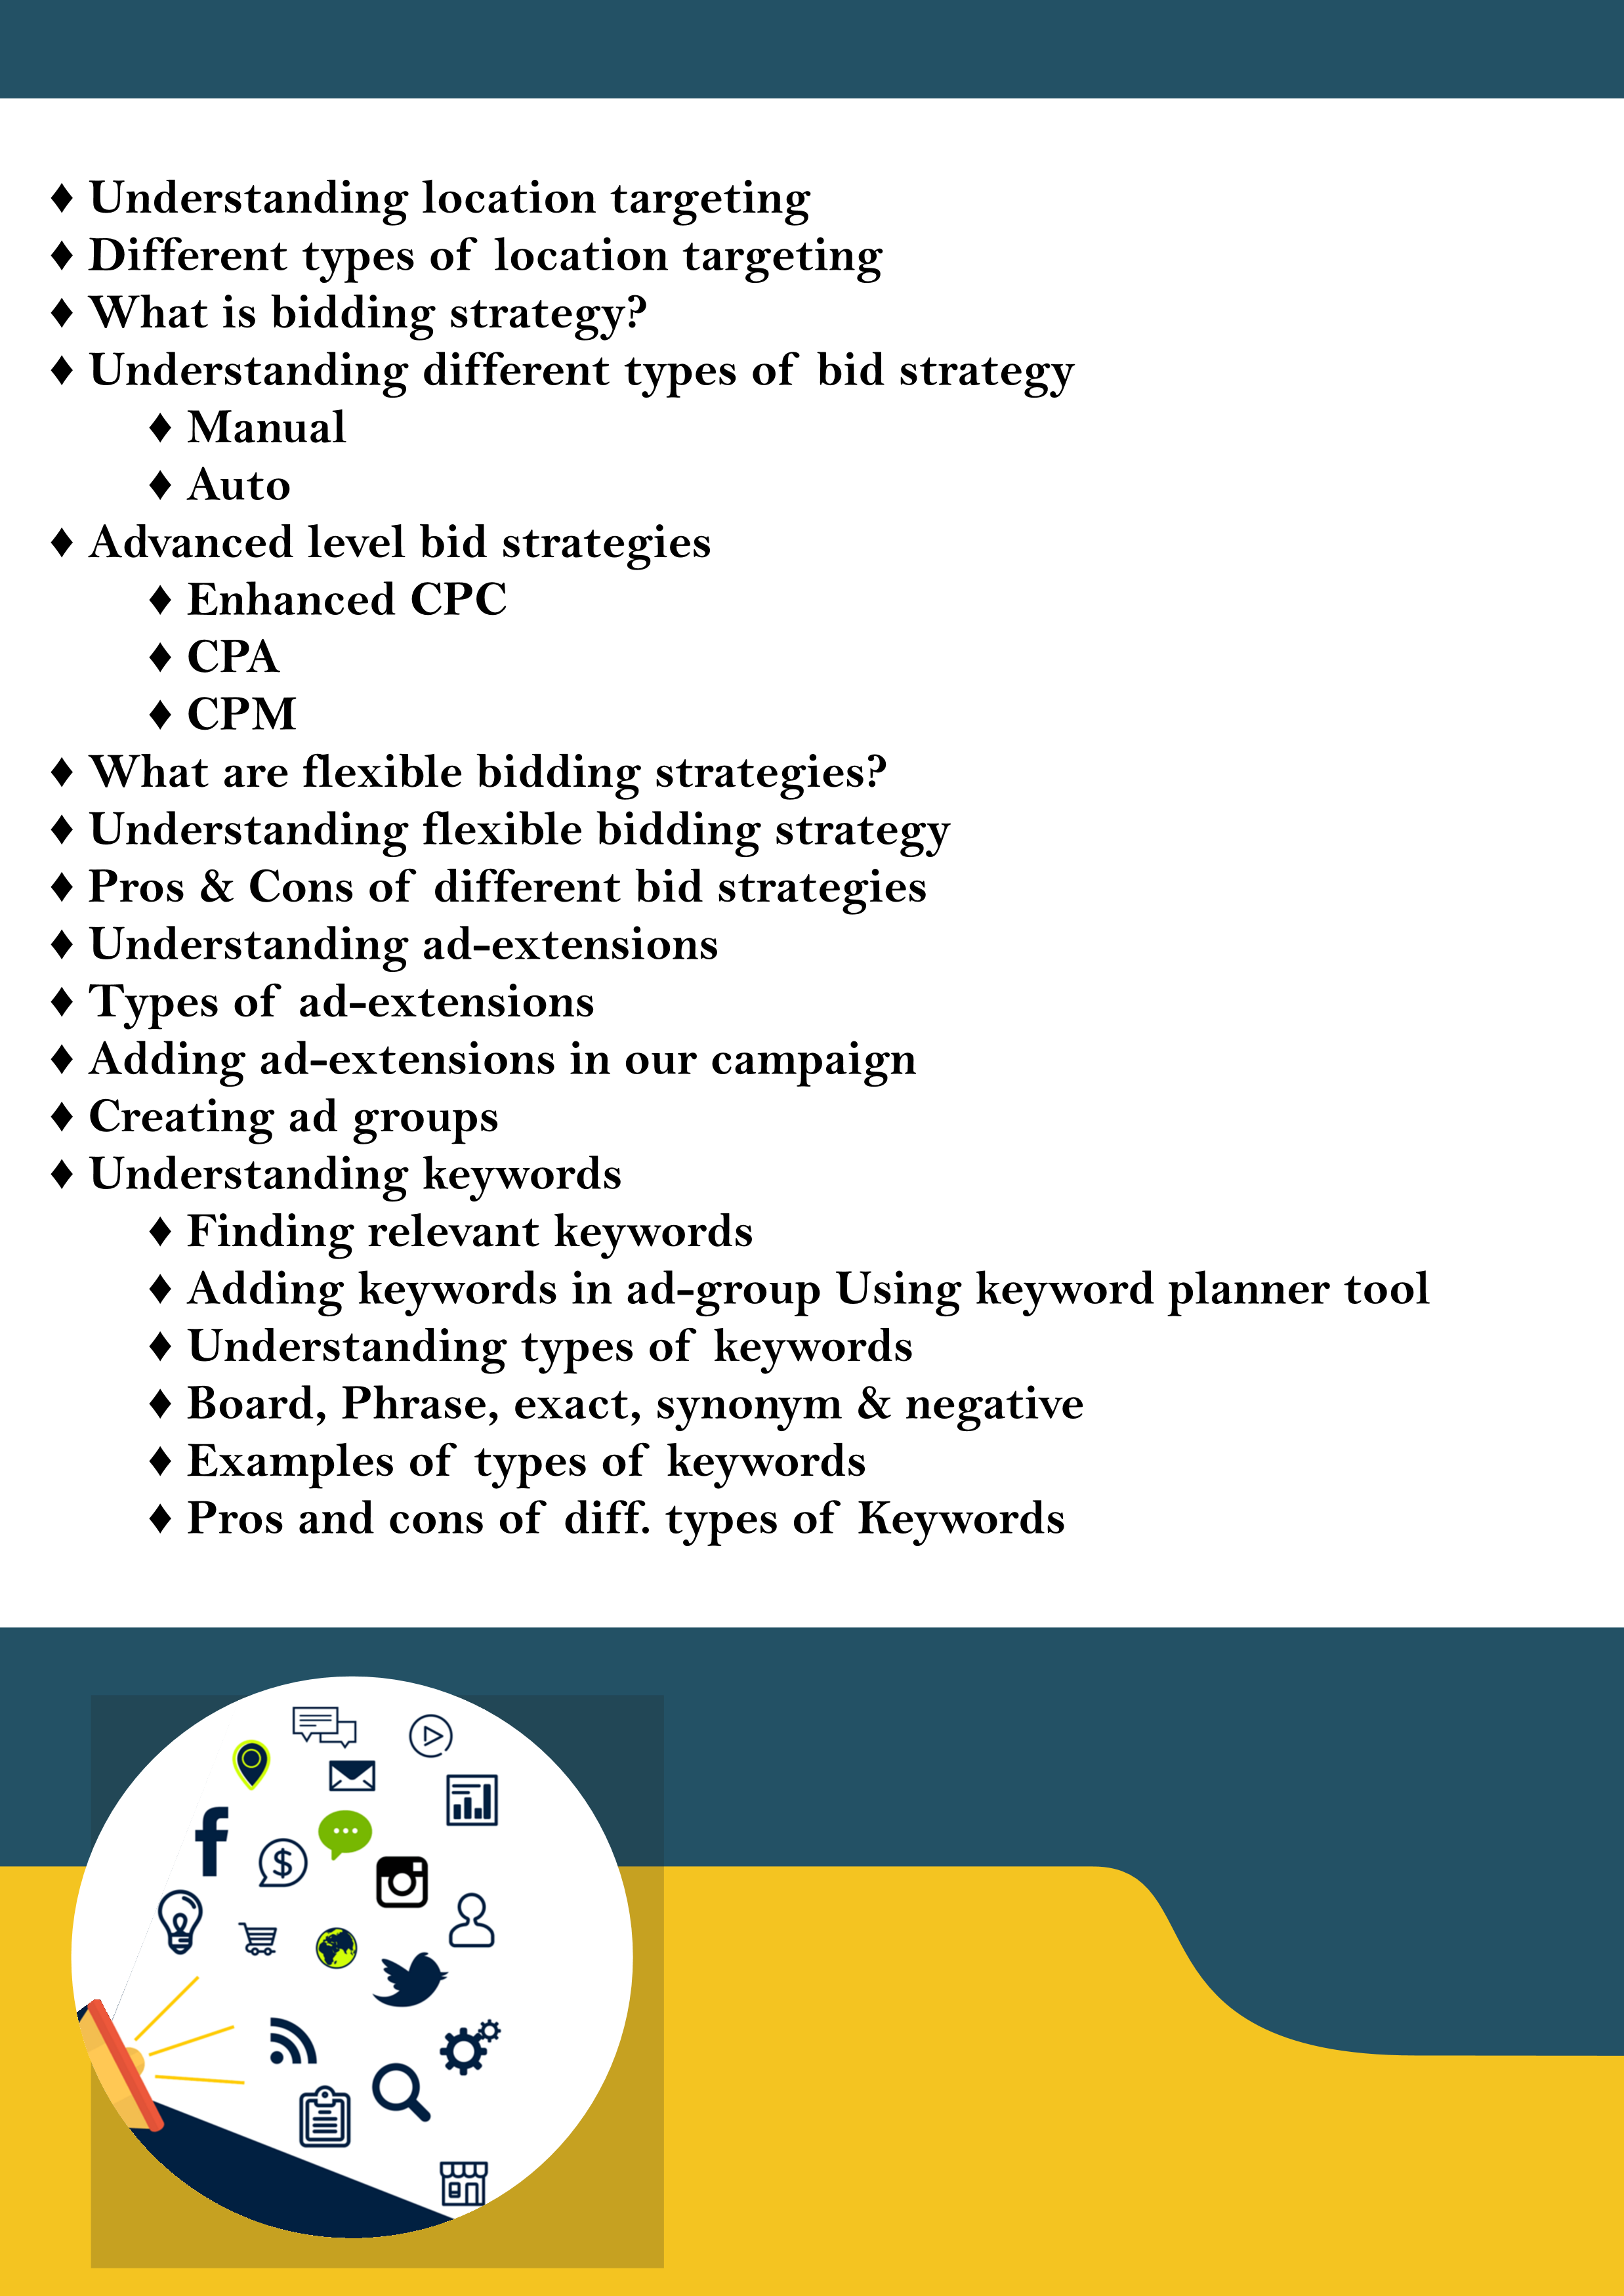 ♦ Understanding location targeting
♦ Different types of location targeting
♦ What is bidding strategy?
♦ Understanding different types of bid strategy
♦ Manual
♦ Auto
♦ Advanced level bid strategies
♦ Enhanced CPC
♦ CPA
♦ CPM
♦ What are flexible bidding strategies?
♦ Understanding flexible bidding strategy
♦ Pros & Cons of different bid strategies
♦ Understanding ad-extensions
♦ Types of ad-extensions
♦ Adding ad-extensions in our campaign
♦ Creating ad groups
♦ Understanding keywords
♦ Finding relevant keywords
♦ Adding keywords in ad-group Using keyword planner tool
♦ Understanding types of keywords
♦ Board, Phrase, exact, synonym & negative
♦ Examples of types of keywords
♦ Pros and cons of diff. types of Keywords